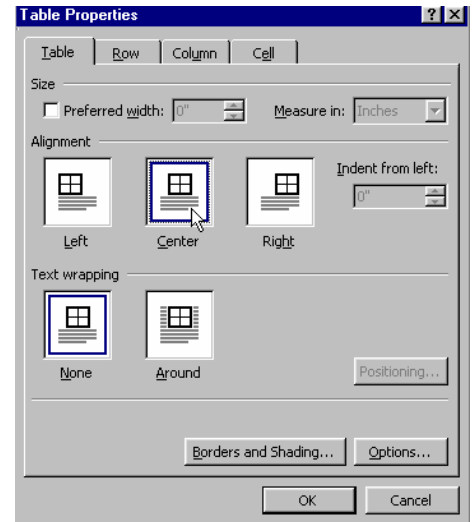 Table Properties
Table Row Column Cell
Size
Preferred width: 0" Measure in: Inches
Alignment
Indent from left:
0"
Left Center Right
Text wrapping
None Around Positioning...
Borders and Shading... Options...
OK Cancel